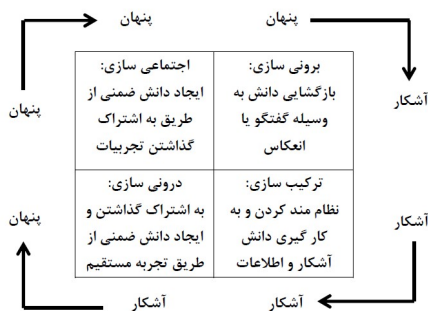 پنهان
پنهان
برونی سازی:
بازگشایی دانش به
وسیله گفتگو یا
انعکاس
اجتماعی سازی:
ایجاد دانش ضمنی از
طریق به اشتراک
گذاشتن تجربیات
آشکار
پنهان
ترکیب سازی:
نظام مند کردن و به
کار گیری دانش
آشکار و اطلاعات
درونی سازی:
به اشتراک گذاشتن و
ایجاد دانش ضمنی از
طریق تجربه مستقیم
آشکار
پنهان
آشکار
آشکار